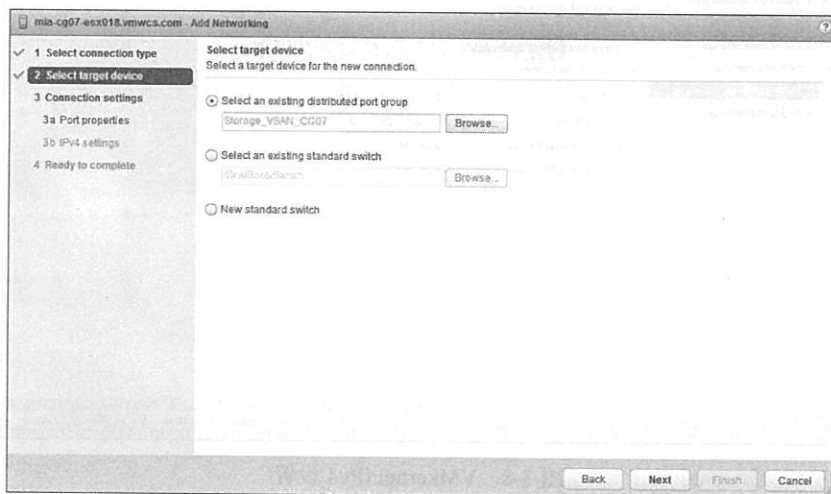 mia-cg07-esx018.vmwcs.com - Add Networking
?
1 Select connection type
2 Select target device
3 Connection settings
3a Port properties
3b IPv4 settings
4 Ready to complete
Select target device
Select a target device for the new connection.
Select an existing distributed port group
Storage_VSAN_CG07
Browse...
Select an existing standard switch
Browse...
New standard switch
Back
Next
Finish
Cancel